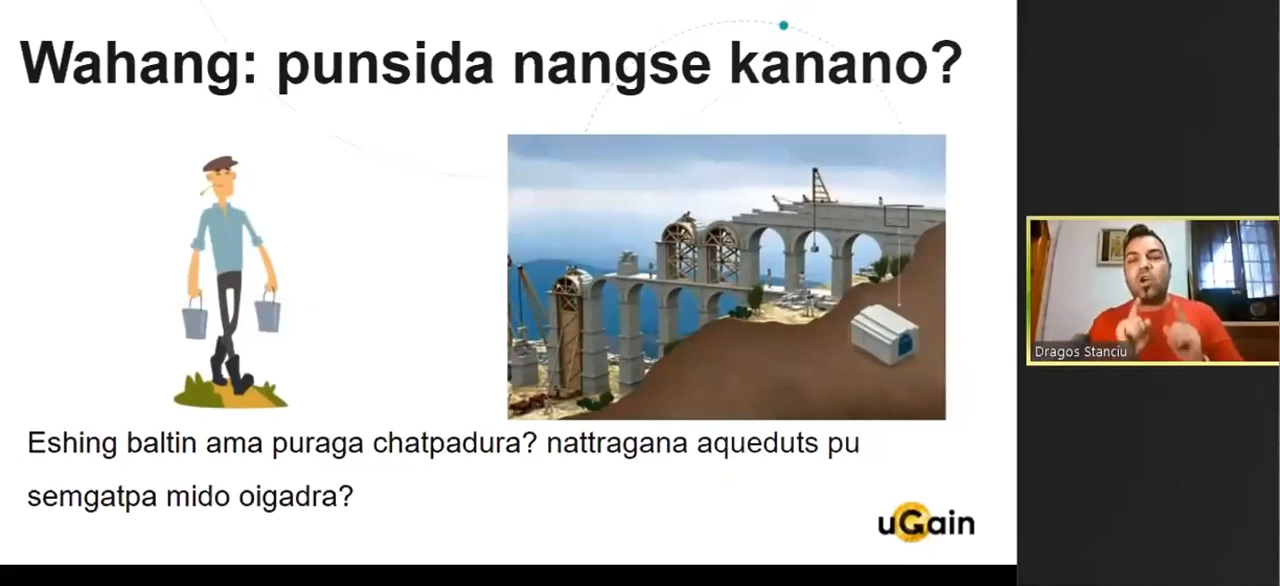 Wahang: punsida nangse kanano?
Eshing baltin ama puraga chatpadura? nattragana aqueduts pu
semgatpa mido oigadra?
uGain
Dragos Stanciu